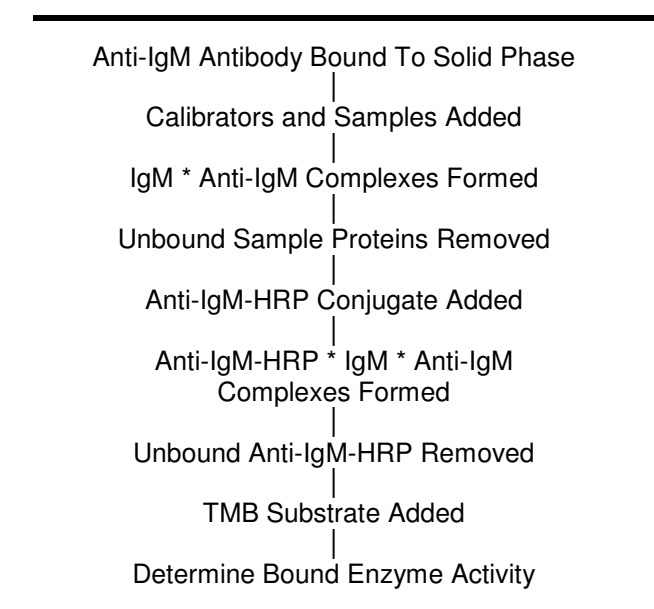 Anti-IgM Antibody Bound To Solid Phase
Calibrators and Samples Added
IgM * Anti-IgM Complexes Formed
Unbound Sample Proteins Removed
Anti-IgM-HRP Conjugate Added
Anti-IgM-HRP * IgM * Anti-IgM
Complexes Formed
Unbound Anti-IgM-HRP Removed
TMB Substrate Added
Determine Bound Enzyme Activity